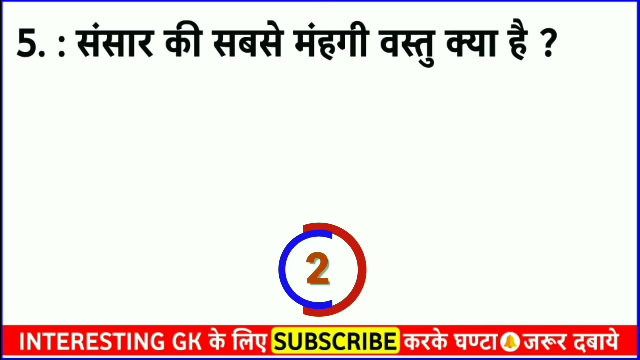 5. : संसार की सबसे मंहगी वस्तु क्या है ?
2
INTERESTING GK के लिए SUBSCRIBE करके घण्टा🔔जरूर दबाये